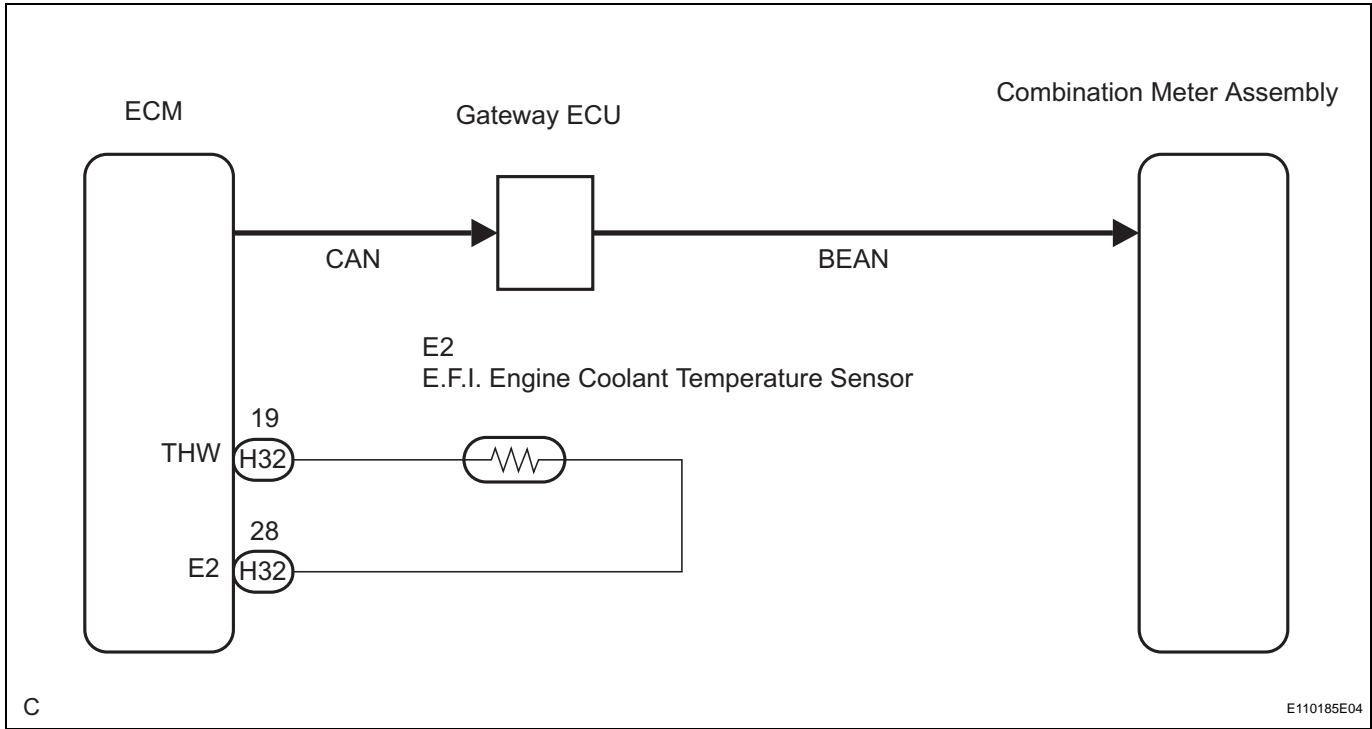 ECM
Gateway ECU
Combination Meter Assembly
CAN
BEAN
E2
E.F.I. Engine Coolant Temperature Sensor
19
THW
H32
28
E2
H32
C
E110185E04